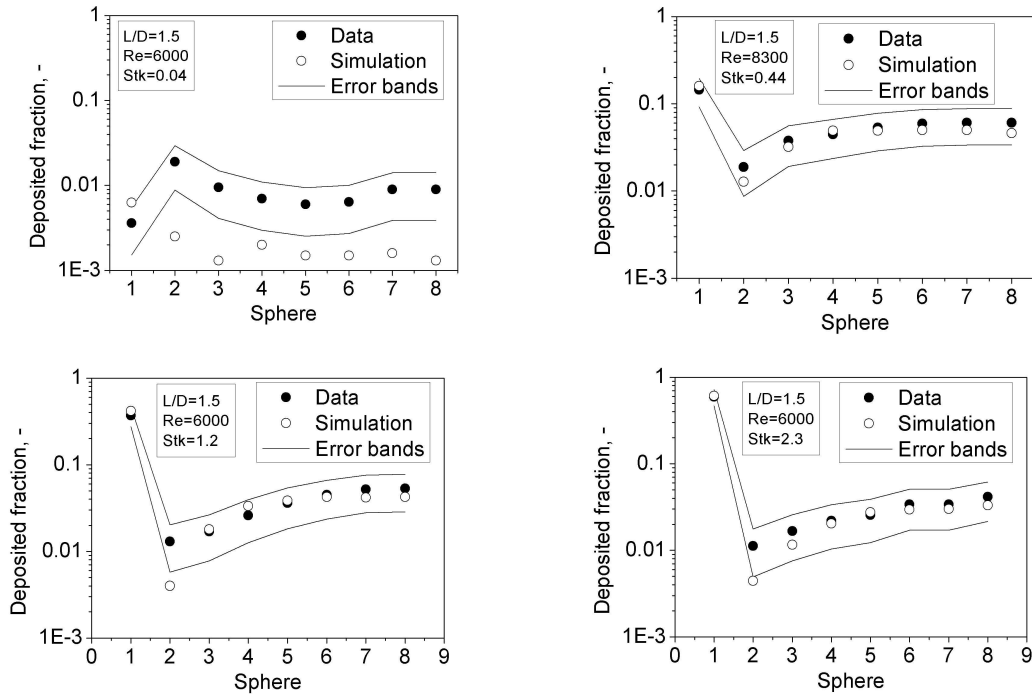 1
0.1
0.01
1E-3
Deposited fraction, -
L/D=1.5
Re=6000
Stk=0.04
Data
Simulation
Error bands
1 2 3 4 5 6 7 8
Sphere
1
0.1
0.01
1E-3
Deposited fraction, -
L/D=1.5
Re=8300
Stk=0.44
Data
Simulation
Error bands
1 2 3 4 5 6 7 8
Sphere
1
0.1
0.01
1E-3
Deposited fraction, -
L/D=1.5
Re=6000
Stk=1.2
Data
Simulation
Error bands
0 1 2 3 4 5 6 7 8 9
Sphere
1
0.1
0.01
1E-3
Deposited fraction, -
L/D=1.5
Re=6000
Stk=2.3
Data
Simulation
Error bands
0 1 2 3 4 5 6 7 8 9
Sphere